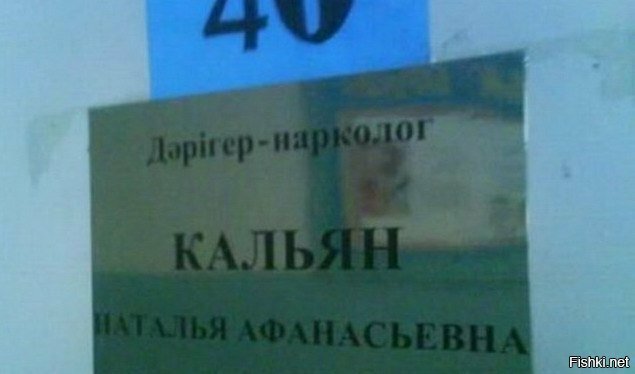 40
Дәрігер-нарколог
КАЛЬЯН
НАТАЛЬЯ АФАНАСЬЕВНА
Fishki.net